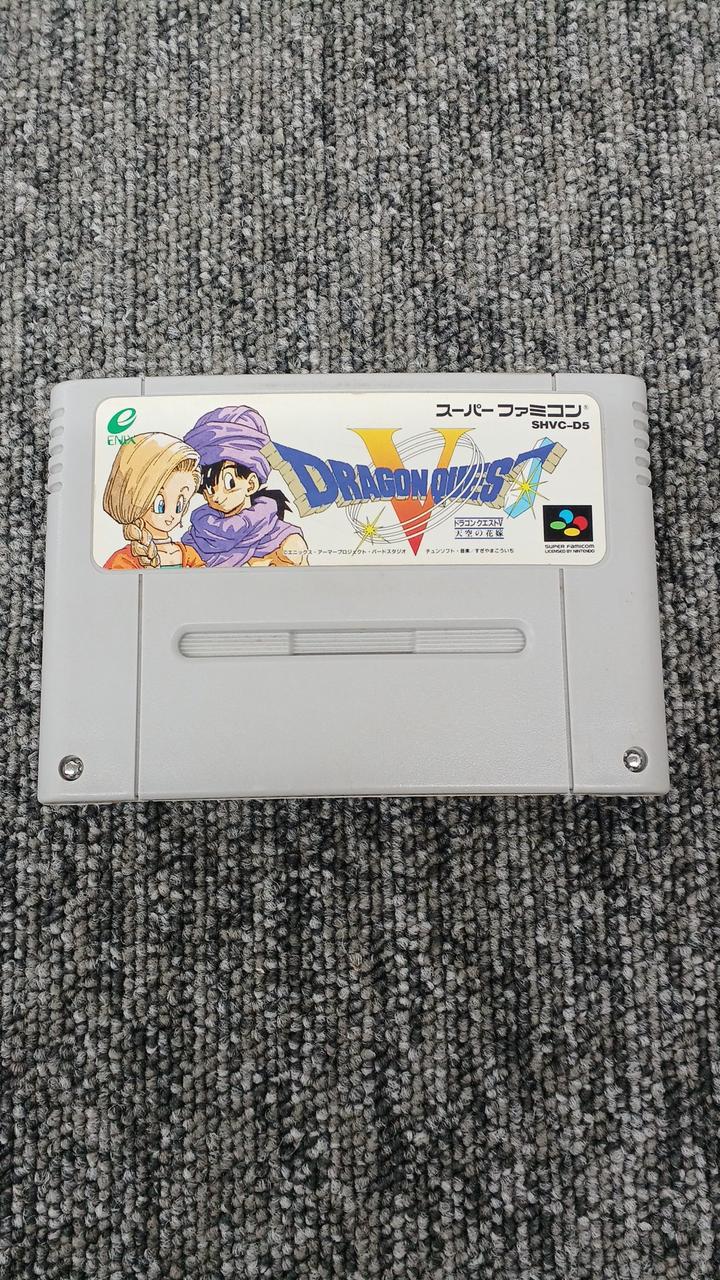 ENIX
スーパー ファミコン®
SHVC-D5
DRAGON QUEST
V
ドラゴンクエストV
天空の花嫁
©エニックス・アーマープロジェクト・バードスタジオ チュンソフト・音楽/すぎやまこういち
SUPER FAMICOM
LICENSED BY NINTENDO